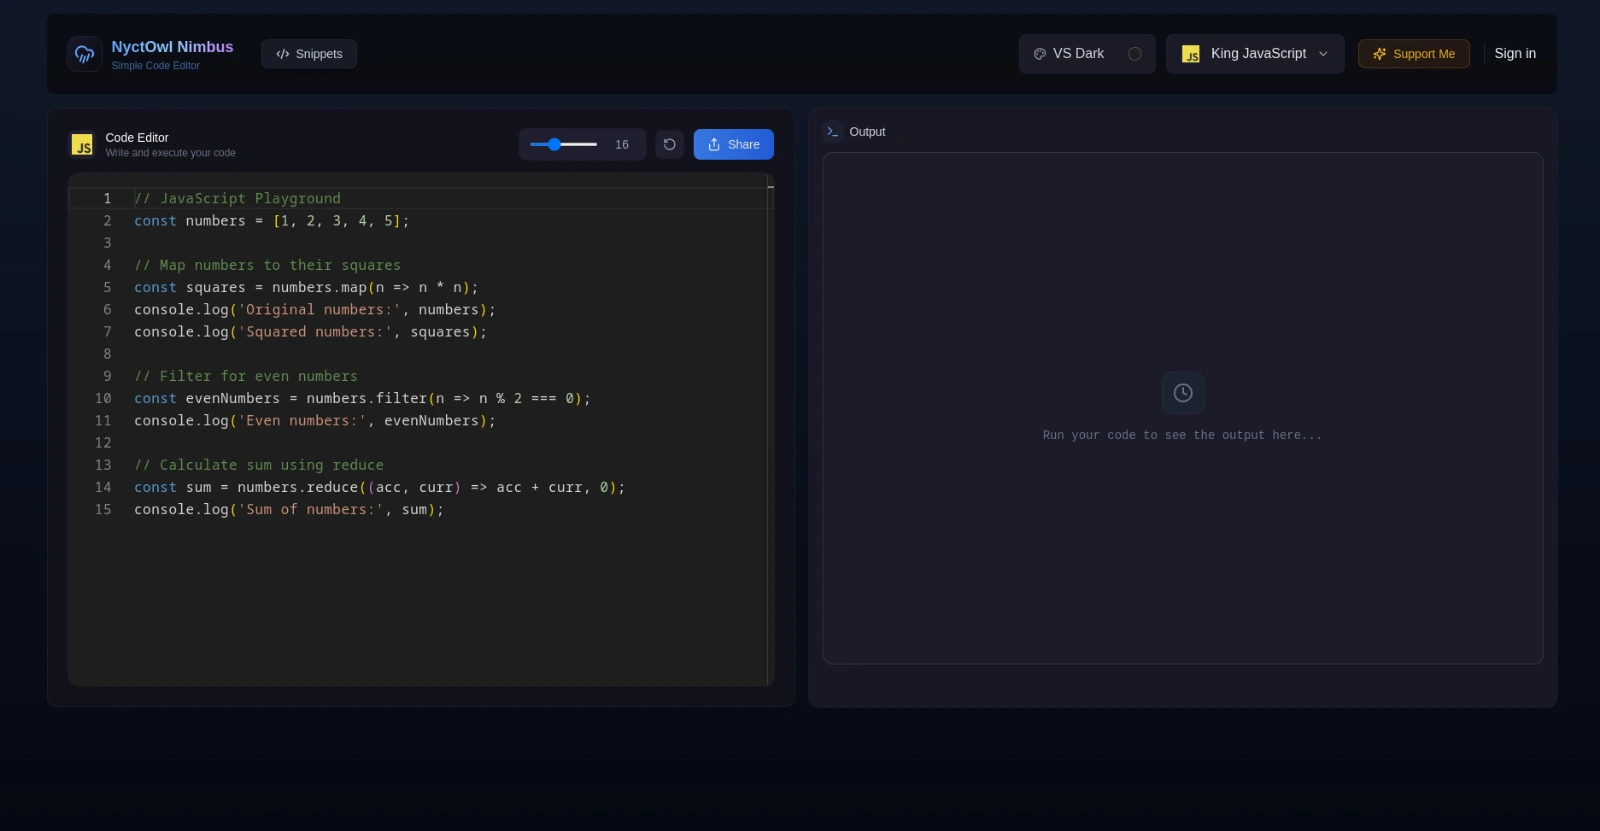 NyctOwl Nimbus
Simple Code Editor
Snippets
VS Dark
JS
King JavaScript
Support Me
Sign in
JS
Code Editor
Write and execute your code
16
Share
1 // JavaScript Playground
2 const numbers = [1, 2, 3, 4, 5];
3
4 // Map numbers to their squares
5 const squares = numbers.map(n => n * n);
6 console.log('Original numbers:', numbers);
7 console.log('Squared numbers:', squares);
8
9 // Filter for even numbers
10 const evenNumbers = numbers.filter(n => n % 2 === 0);
11 console.log('Even numbers:', evenNumbers);
12
13 // Calculate sum using reduce
14 const sum = numbers.reduce((acc, curr) => acc + curr, 0);
15 console.log('Sum of numbers:', sum);
Output
Run your code to see the output here...